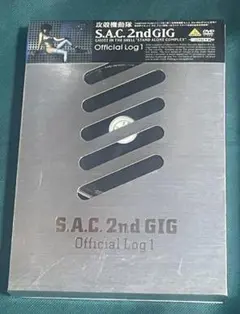 攻殻機動隊
S.A.C. 2nd GIG
GHOST IN THE SHELL "STAND ALONE COMPLEX"
Official Log 1
DVD
S.A.C. 2nd GIG
Official Log 1